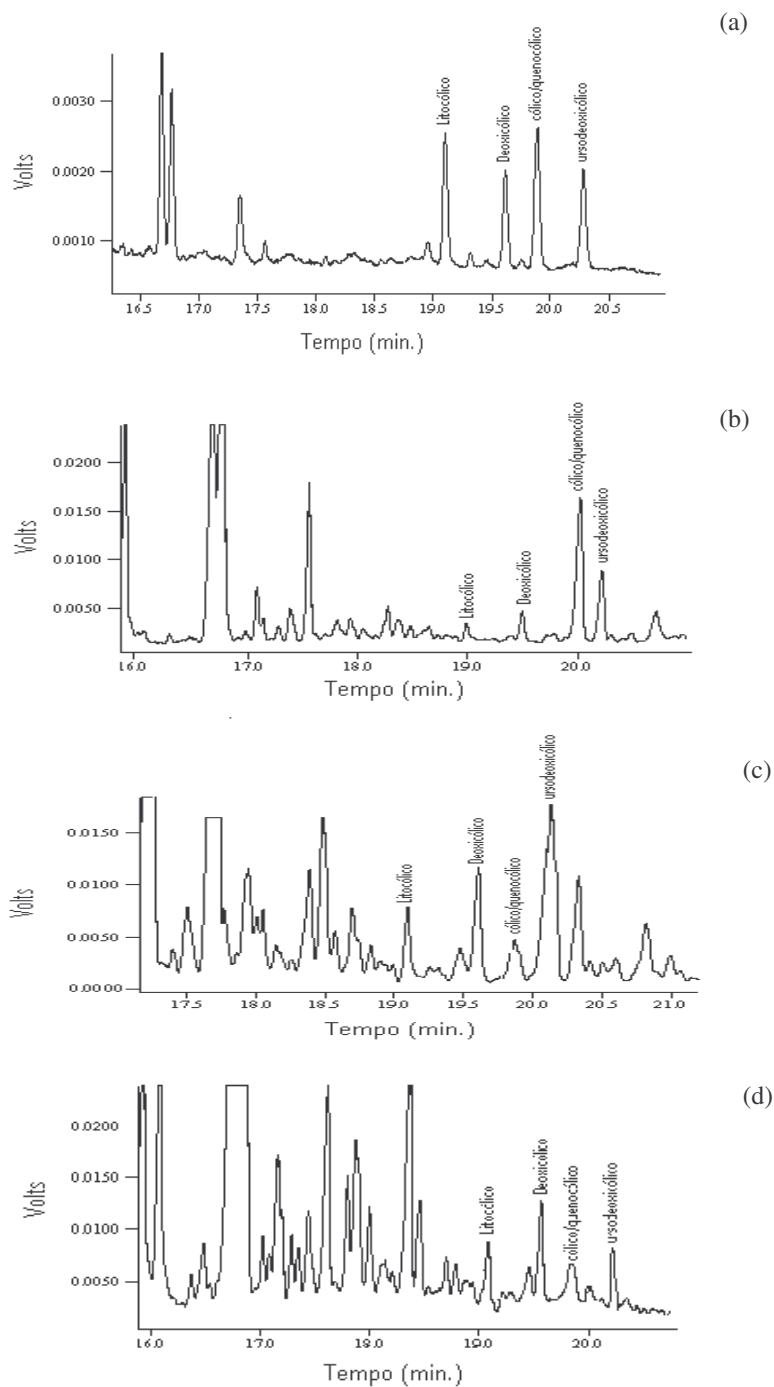 (a)
Litocólico
Deoxicólico
cólico/quenocólico
ursodeoxicólico
0.0030
0.0020
0.0010
Volts
16.5 17.0 17.5 18.0 18.5 19.0 19.5 20.0 20.5
Tempo (min.)
(b)
cólico/quenocólico
ursodeoxicólico
Litocólico
Deoxicólico
0.0200
0.0150
0.0100
0.0050
Volts
16.0 17.0 18.0 19.0 20.0
Tempo (min.)
(c)
ursodeoxicólico
Deoxicólico
Litocólico
cólico/quenocólico
0.0150
0.0100
0.0050
0.0000
Volts
17.5 18.0 18.5 19.0 19.5 20.0 20.5 21.0
Tempo (min.)
(d)
Deoxicólico
Litocólico
cólico/quenocólico
ursodeoxicólico
0.0200
0.0150
0.0100
0.0050
Volts
16.0 17.0 18.0 19.0 20.0
Tempo (min.)